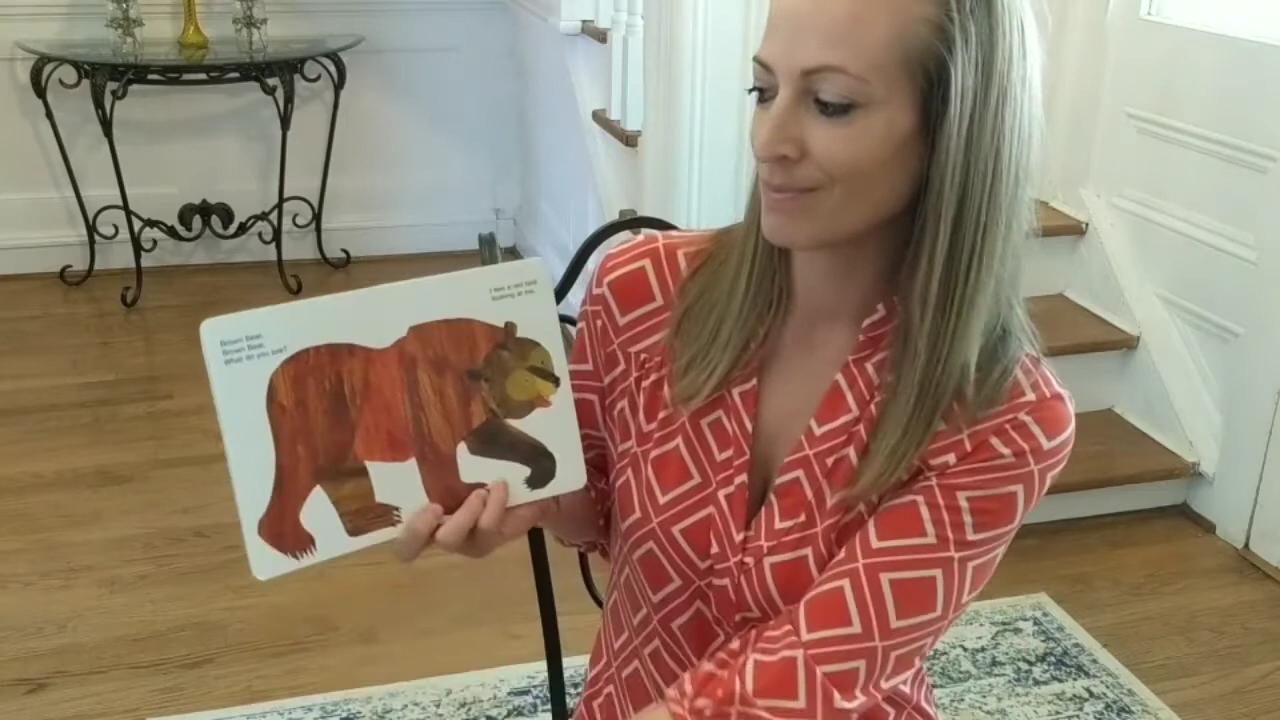 Brown Bear,
Brown Bear,
What do you see?
I see a red bird
looking at me.